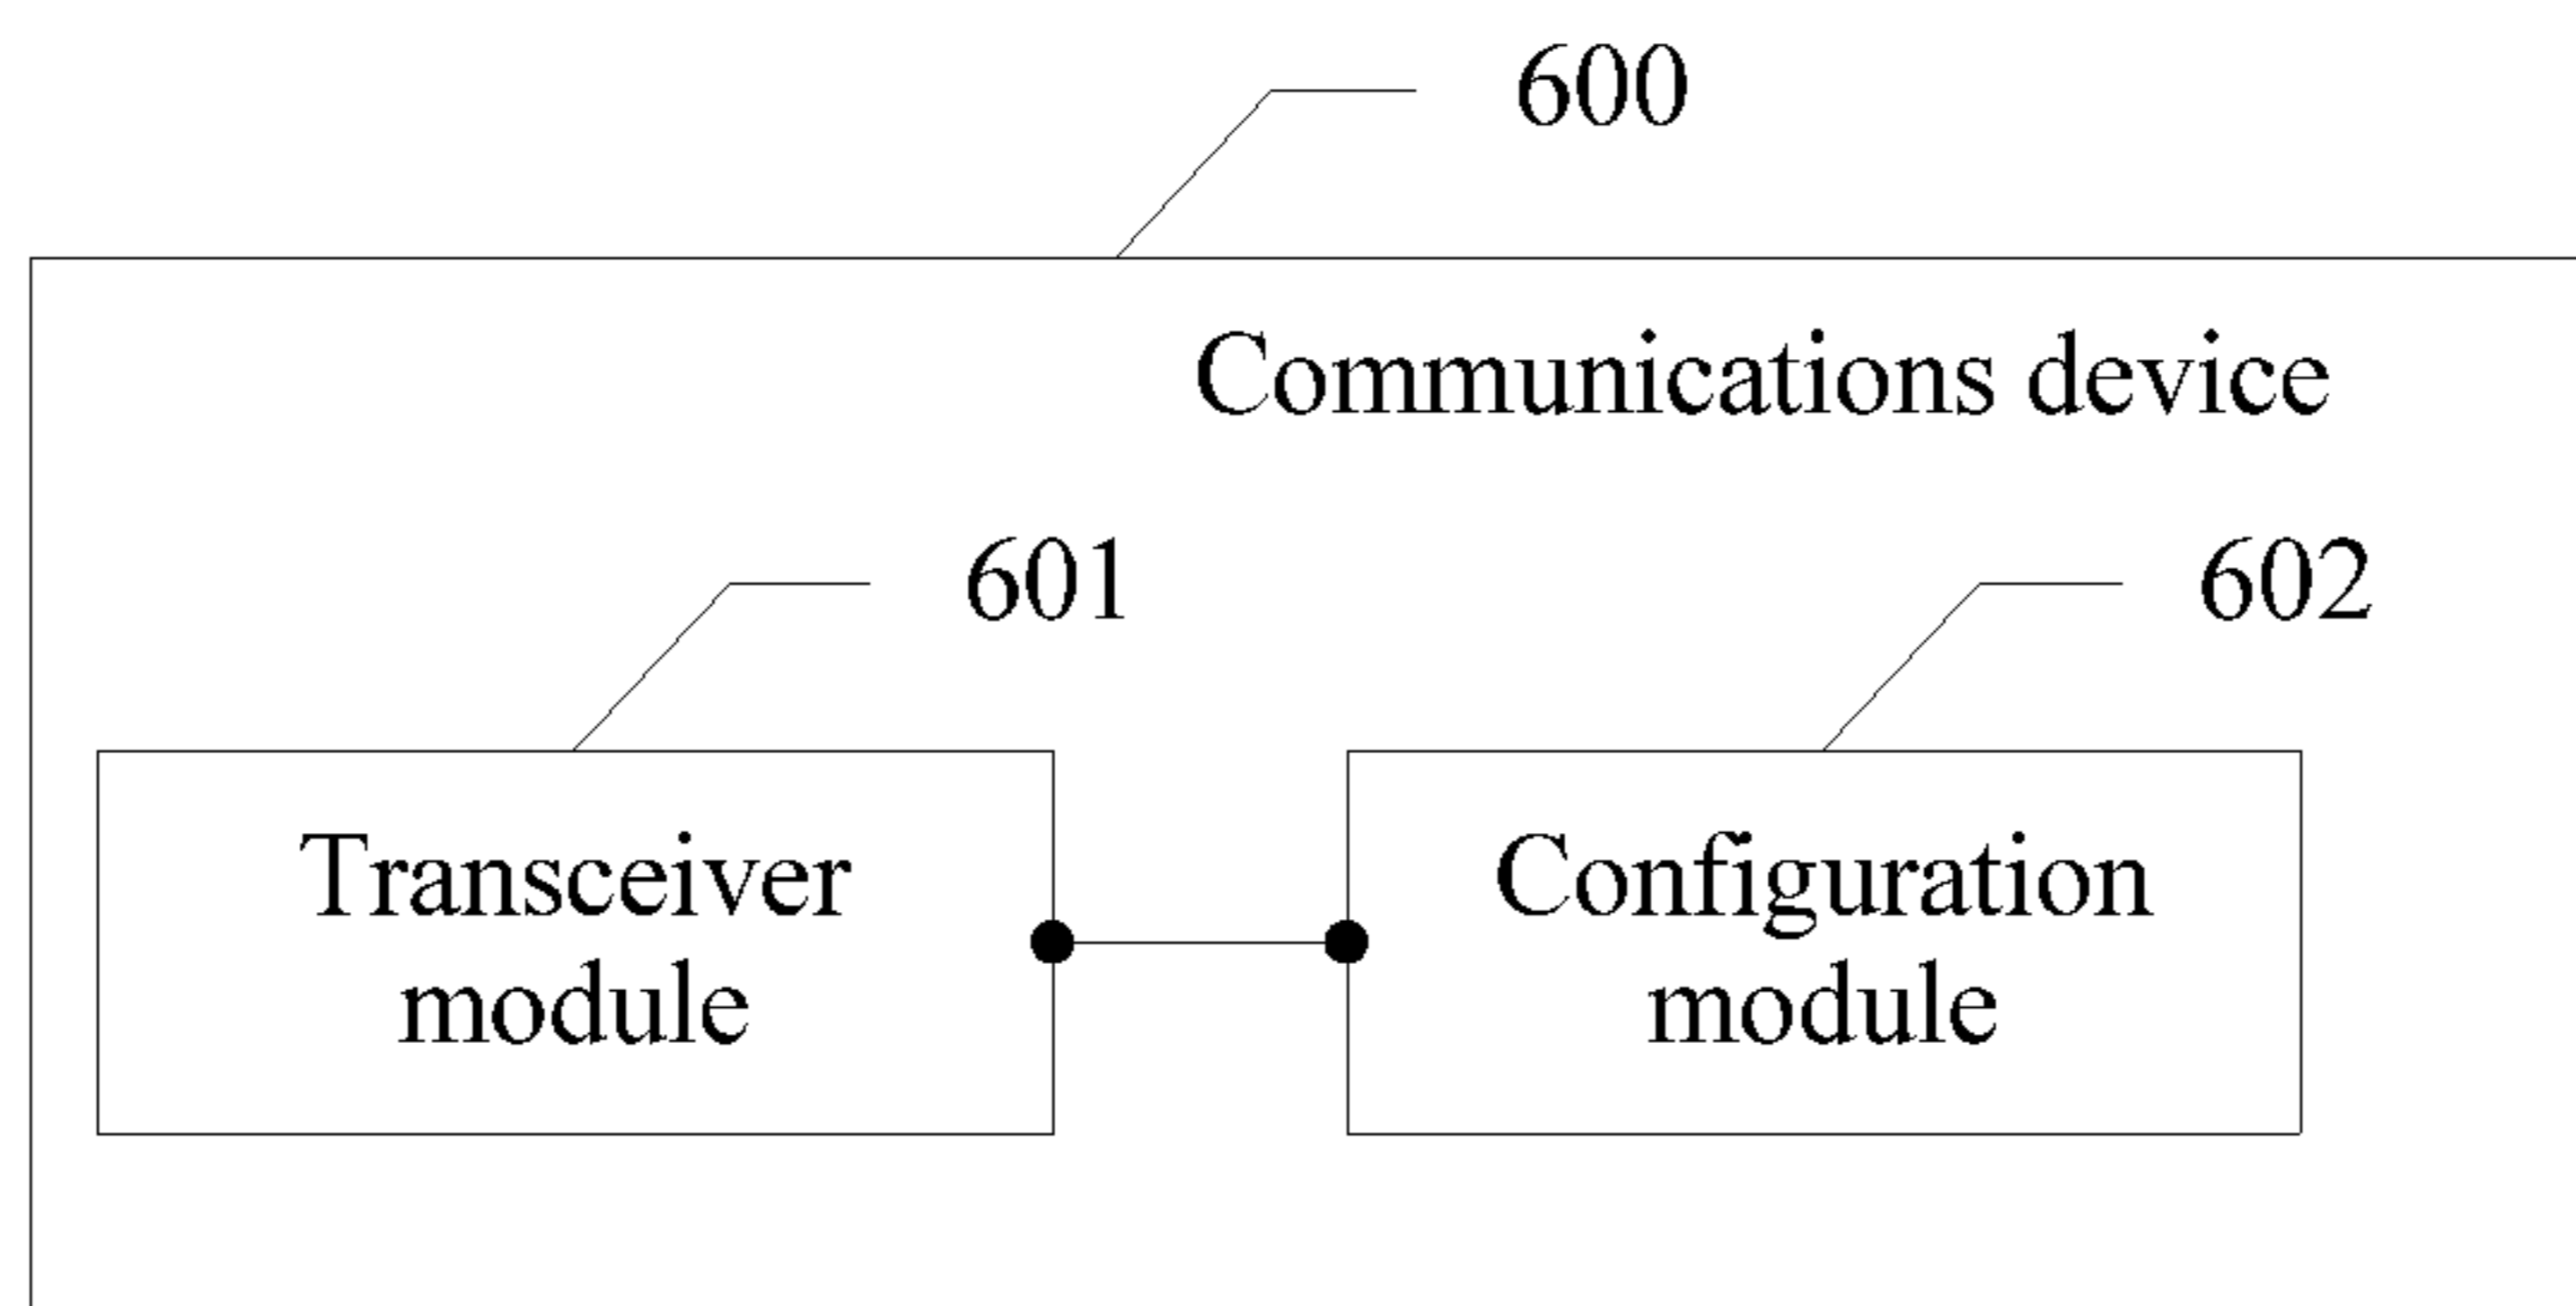 600
Communications device
601
602
Transceiver
module
Configuration
module